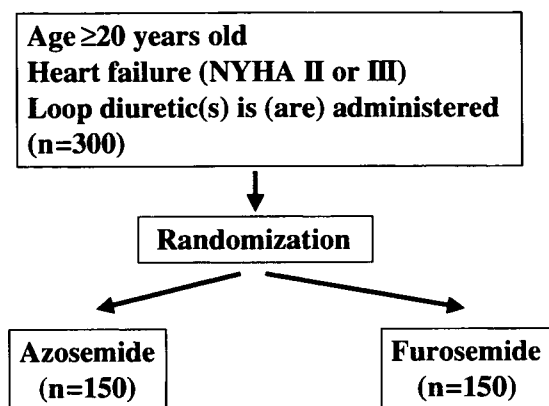 Age ≥20 years old
Heart failure (NYHA II or III)
Loop diuretic(s) is (are) administered
(n=300)
Randomization
Azosemide
(n=150)
Furosemide
(n=150)